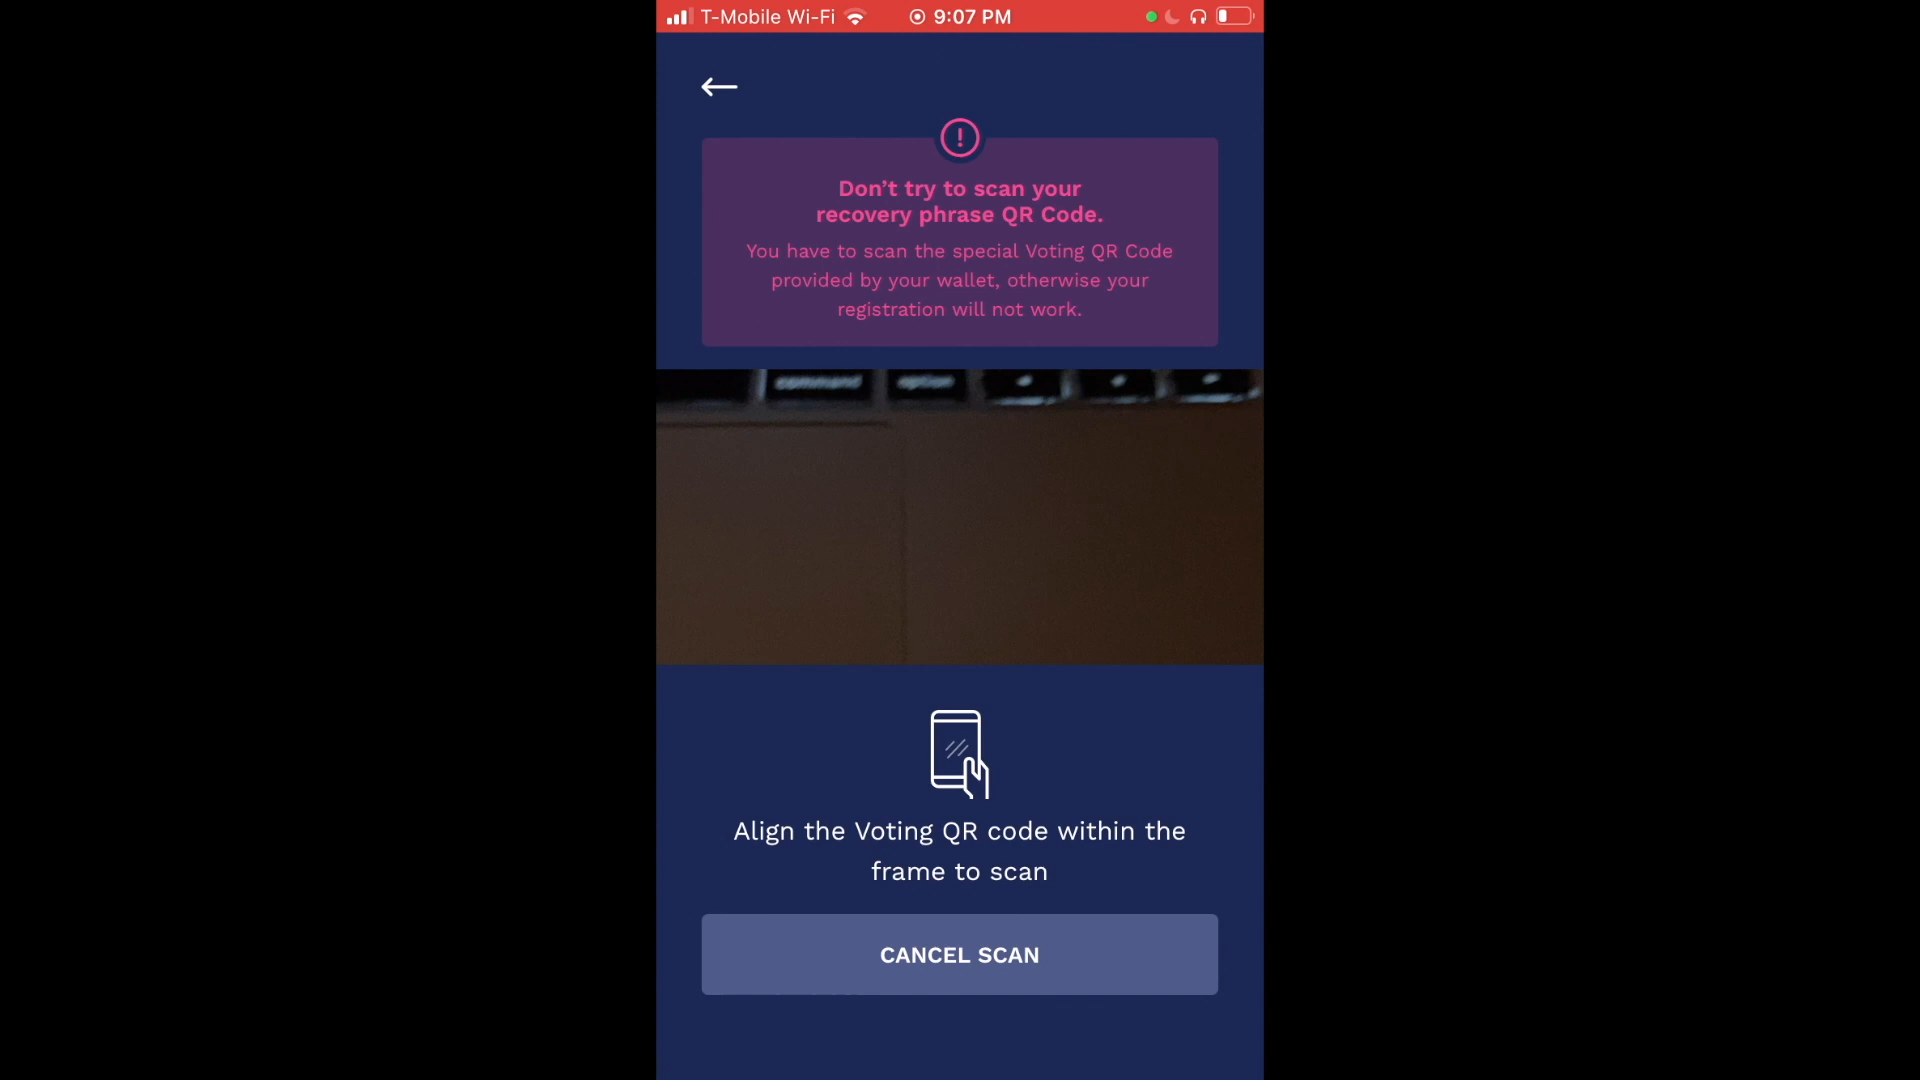 T-Mobile Wi-Fi 9:07 PM
Don’t try to scan your
recovery phrase QR Code.
You have to scan the special Voting QR Code
provided by your wallet, otherwise your
registration will not work.
command option
Align the Voting QR code within the
frame to scan
CANCEL SCAN